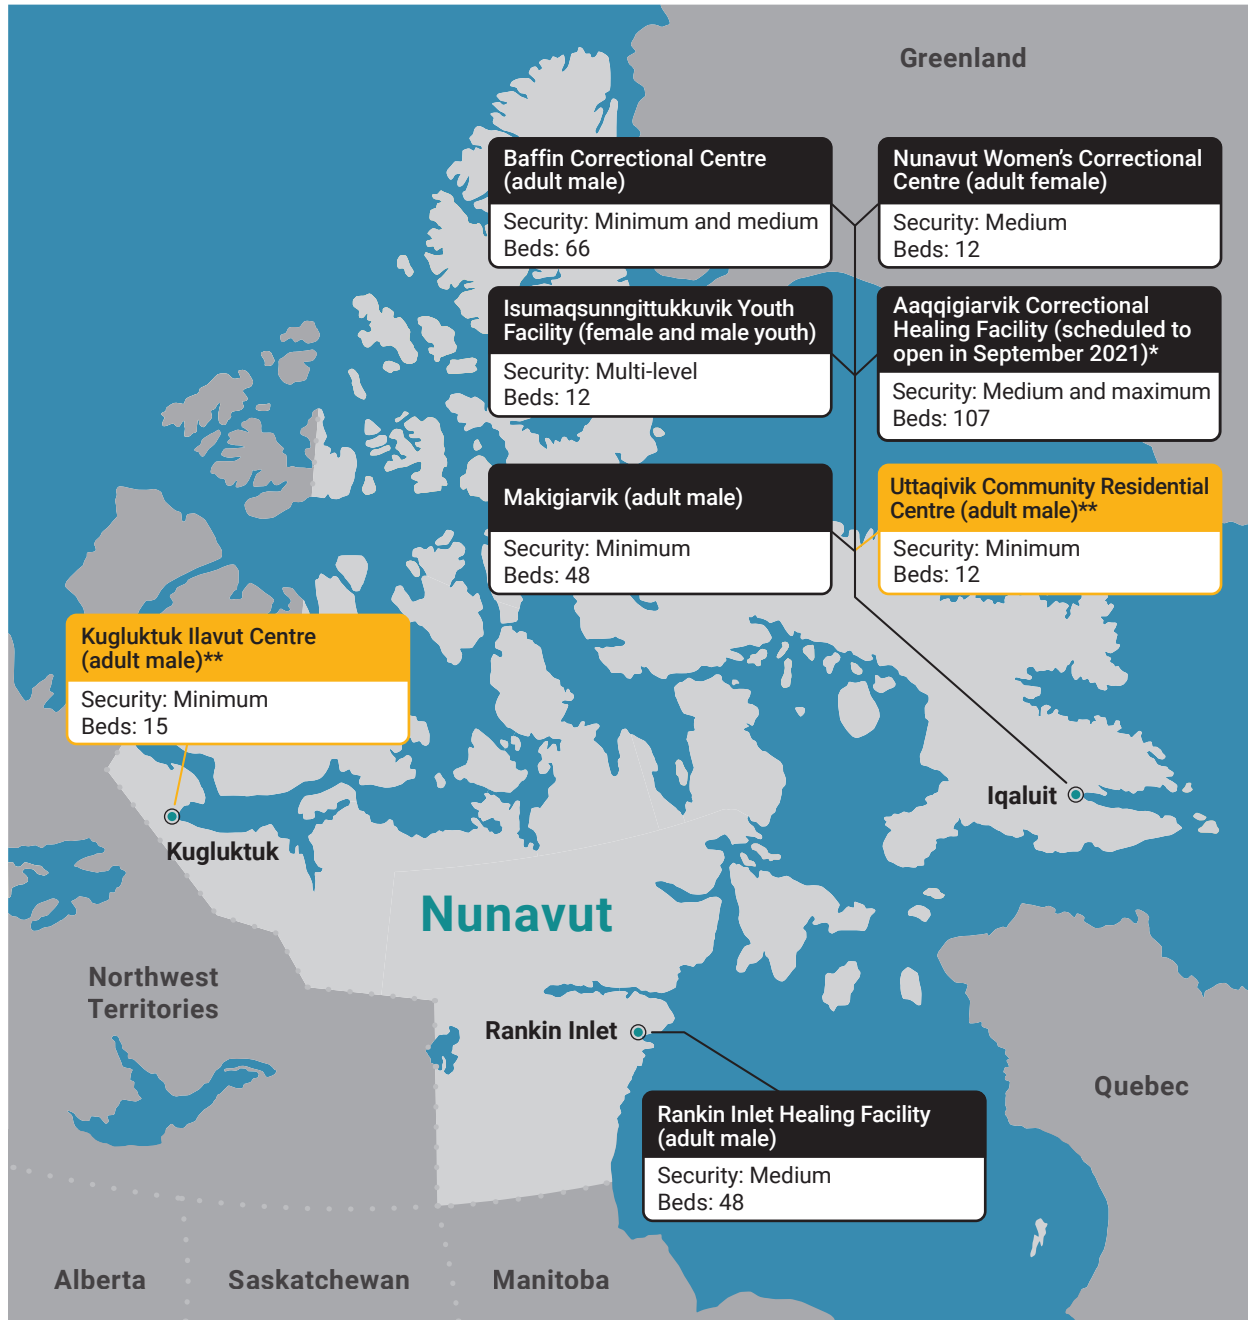 Greenland
Baffin Correctional Centre
(adult male)
Security: Minimum and medium
Beds: 66
Nunavut Women's Correctional
Centre (adult female)
Security: Medium
Beds: 12
Isumaqsunngittukkuvik Youth
Facility (female and male youth)
Security: Multi-level
Beds: 12
Aaqqigiarvik Correctional
Healing Facility (scheduled to
open in September 2021)*
Security: Medium and maximum
Beds: 107
Makigiarvik (adult male)
Security: Minimum
Beds: 48
Uttaqivik Community Residential
Centre (adult male)**
Security: Minimum
Beds: 12
Kugluktuk Ilavut Centre
(adult male)**
Security: Minimum
Beds: 15
Iqaluit
Kugluktuk
Nunavut
Northwest
Territories
Rankin Inlet
Quebec
Rankin Inlet Healing Facility
(adult male)
Security: Medium
Beds: 48
Alberta
Saskatchewan
Manitoba